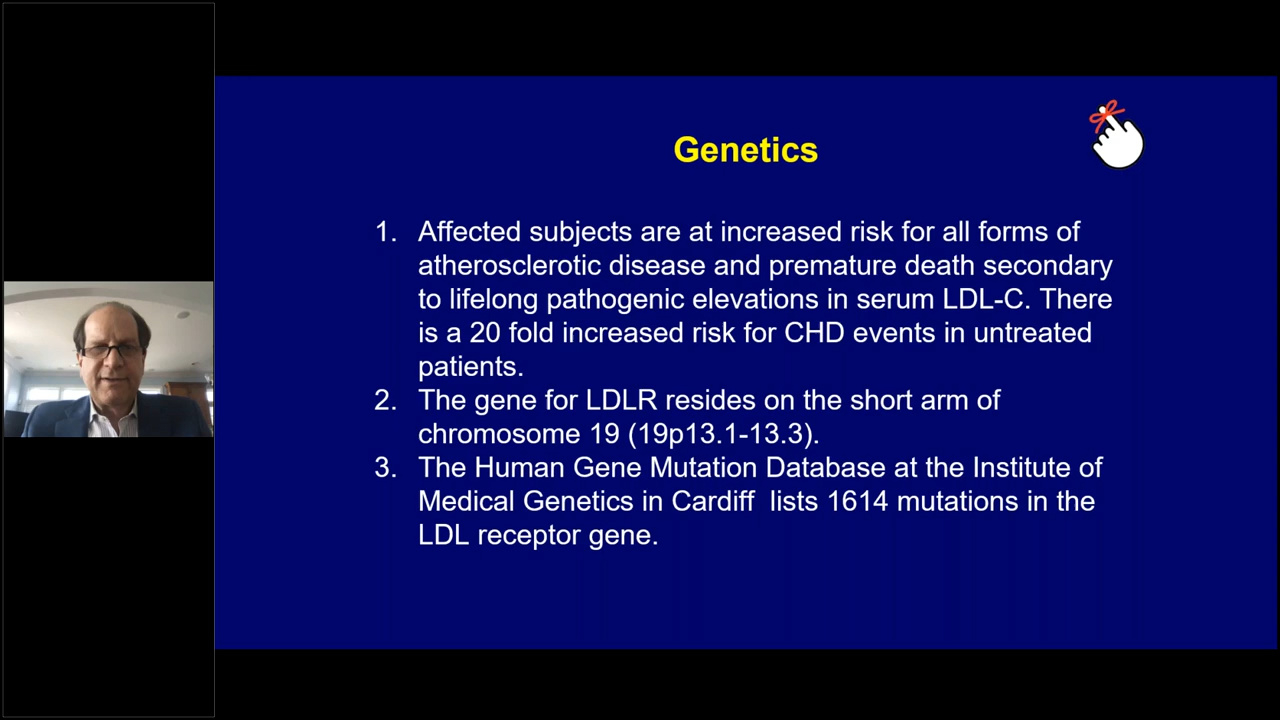 Genetics
1. Affected subjects are at increased risk for all forms of
atherosclerotic disease and premature death secondary
to lifelong pathogenic elevations in serum LDL-C. There
is a 20 fold increased risk for CHD events in untreated
patients.
2. The gene for LDLR resides on the short arm of
chromosome 19 (19p13.1-13.3).
3. The Human Gene Mutation Database at the Institute of
Medical Genetics in Cardiff  lists 1614 mutations in the
LDL receptor gene.